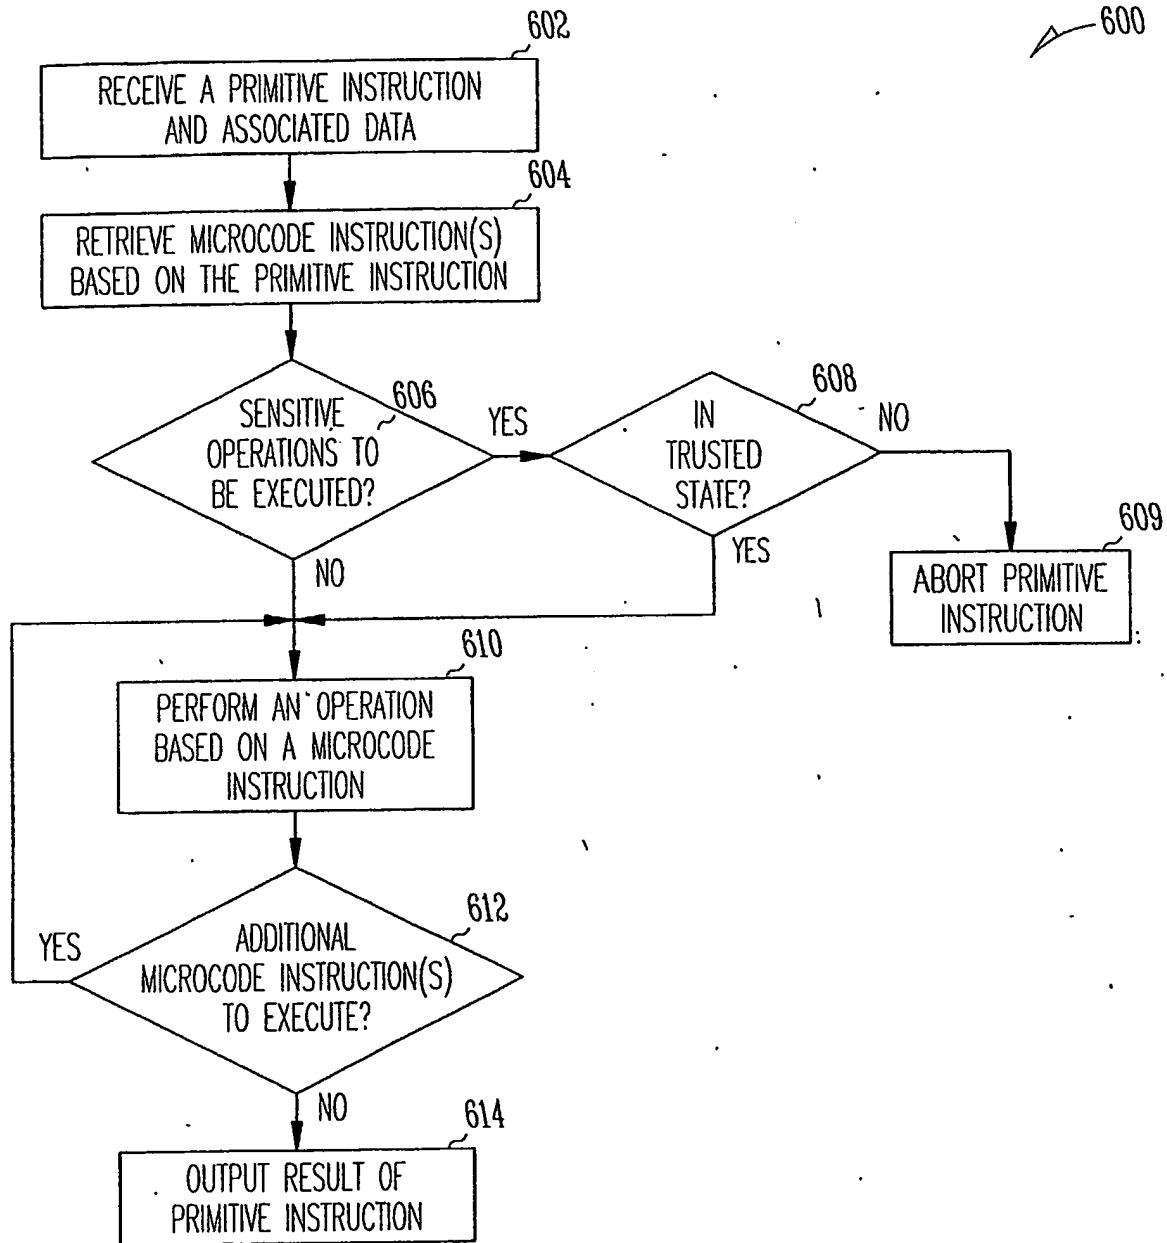 600
602
RECEIVE A PRIMITIVE INSTRUCTION
AND ASSOCIATED DATA
604
RETRIEVE MICROCODE INSTRUCTION(S)
BASED ON THE PRIMITIVE INSTRUCTION
606
SENSITIVE
OPERATIONS TO
BE EXECUTED?
YES
NO
608
IN
TRUSTED
STATE?
NO
YES
609
ABORT PRIMITIVE
INSTRUCTION
610
PERFORM AN OPERATION
BASED ON A MICROCODE
INSTRUCTION
612
ADDITIONAL
MICROCODE INSTRUCTION(S)
TO EXECUTE?
YES
NO
614
OUTPUT RESULT OF
PRIMITIVE INSTRUCTION